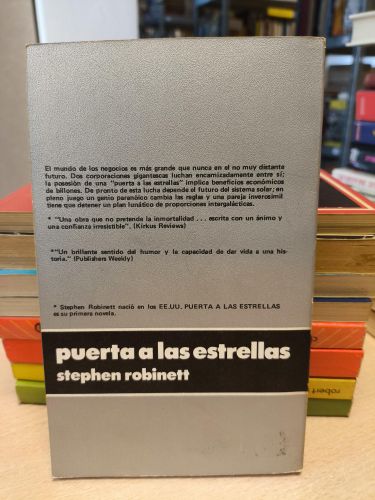 El mundo de los negocios es más grande que nunca en el no muy distante
futuro. Dos corporaciones gigantescas luchan encarnizadamente entre sí;
la posesión de una "puerta a las estrellas" implica beneficios económicos
de billones. De pronto de esta lucha depende el futuro del sistema solar; en
pleno juego un genio paranóico cambia las reglas y una pareja inverosímil
tiene que detener un plan lunático de proporciones intergalácticas.
* "Una obra que no pretende la inmortalidad . . . escrita con un ánimo y
una confianza irresistible". (Kirkus Reviews)
*"Un brillante sentido del humor y la capacidad de dar vida a una his-
toria." (Publishers Weekly)
* Stephen Robinett nació en los EE.UU. PUERTA A LAS ESTRELLAS
es su primera novela.
puerta a las estrellas
stephen robinett
robert